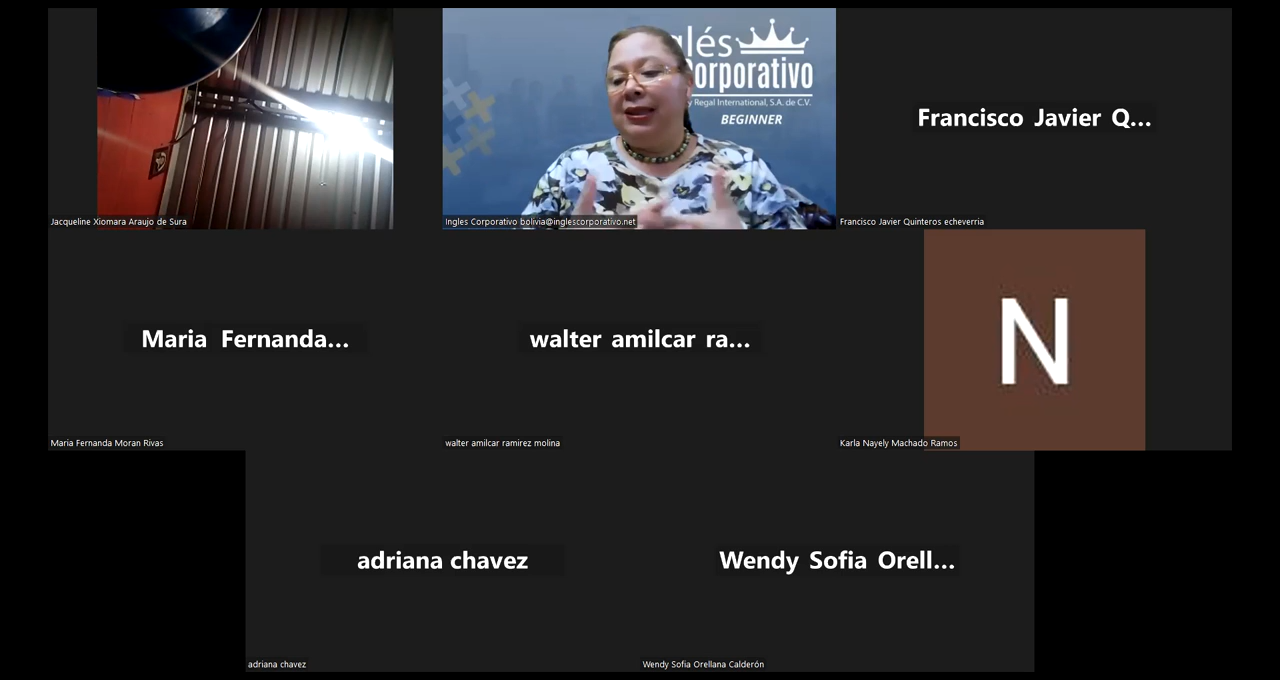 glés
orporativo
y Regal International, S.A. de C.V.
BEGINNER
Jacqueline Xiomara Araujo de Sura
Ingles Corporativo bolivia@inglescorporativo.net
Francisco Javier Q...
Francisco Javier Quinteros echeverria
Maria Fernanda...
Maria Fernanda Moran Rivas
walter amilcar ra...
walter amilcar ramirez molina
N
Karla Nayely Machado Ramos
adriana chavez
adriana chavez
Wendy Sofia Orell...
Wendy Sofia Orellana Calderón